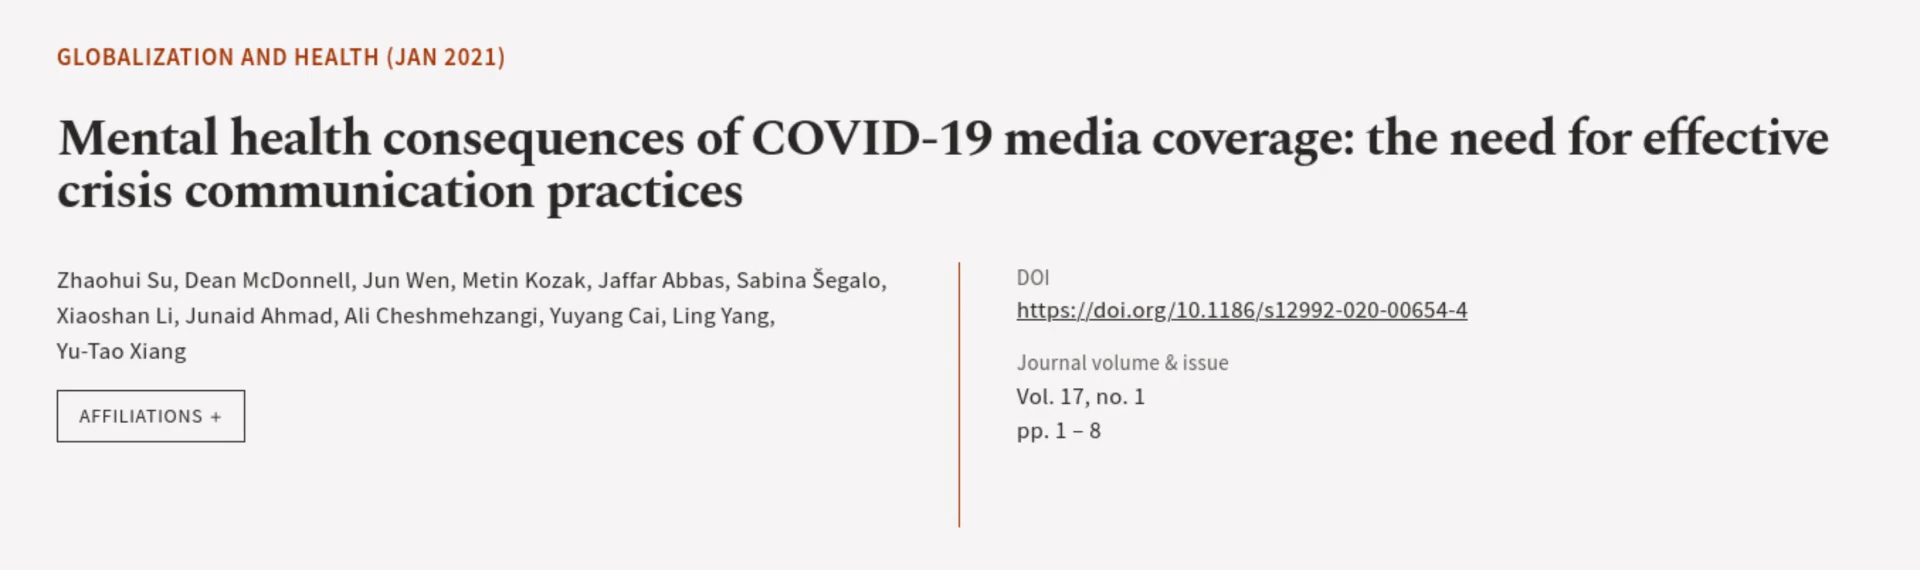 GLOBALIZATION AND HEALTH (JAN 2021)
Mental health consequences of COVID-19 media coverage: the need for effective
crisis communication practices
Zhaohui Su, Dean McDonnell, Jun Wen, Metin Kozak, Jaffar Abbas, Sabina Šegalo,
Xiaoshan Li, Junaid Ahmad, Ali Cheshmehzangi, Yuyang Cai, Ling Yang,
Yu-Tao Xiang
AFFILIATIONS +
DOI
https://doi.org/10.1186/s12992-020-00654-4
Journal volume & issue
Vol. 17, no. 1
pp. 1 – 8